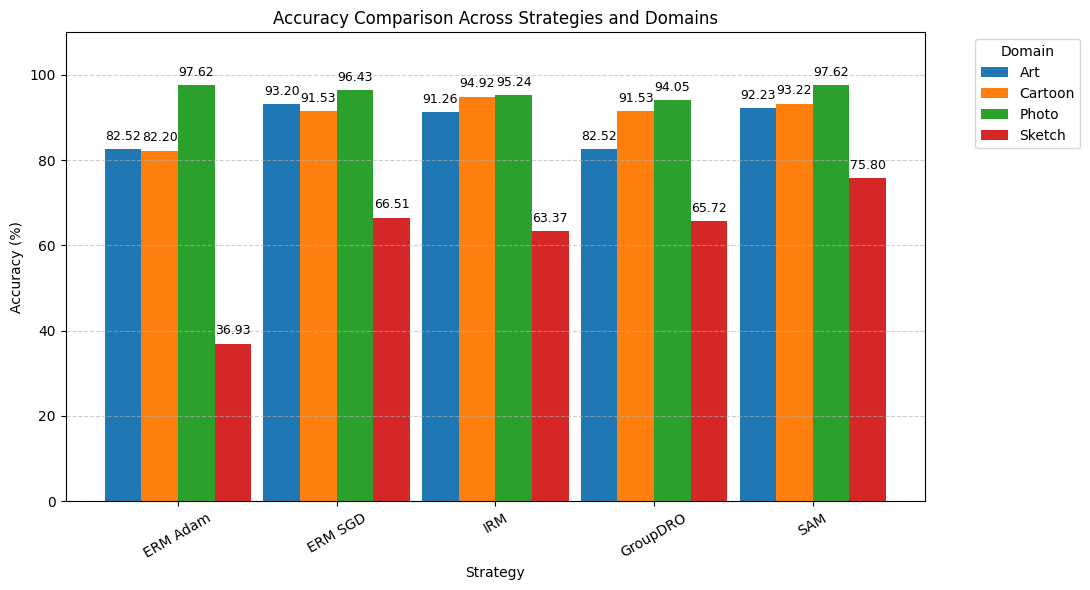 Accuracy Comparison Across Strategies and Domains
Accuracy (%)
100
80
60
40
20
0
82.52
82.20
97.62
36.93
93.20
91.53
96.43
66.51
91.26
94.92
95.24
63.37
82.52
91.53
94.05
65.72
92.23
93.22
97.62
75.80
ERM Adam
ERM SGD
IRM
GroupDRO
SAM
Strategy
Domain
Art
Cartoon
Photo
Sketch